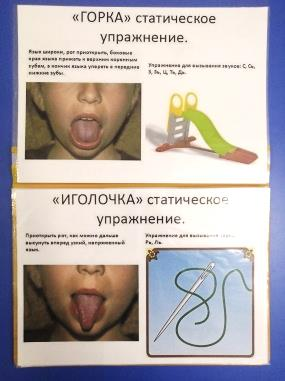 «ГОРКА» статическое
упражнение.
Язык широкий, рот приоткрыть, боковые
края языка прижать к верхним коренным
зубам, а кончик языка упереть в передние
нижние зубы.
Упражнение для вызывания звуков: С, Сь,
З, Зь, Ц, Ть, Дь.
«ИГОЛОЧКА» статическое
упражнение.
Приоткрыть рот, как можно дальше
высунуть вперед узкий, напряженный
язык.
Упражнение для вызывания
Рь, Ль.